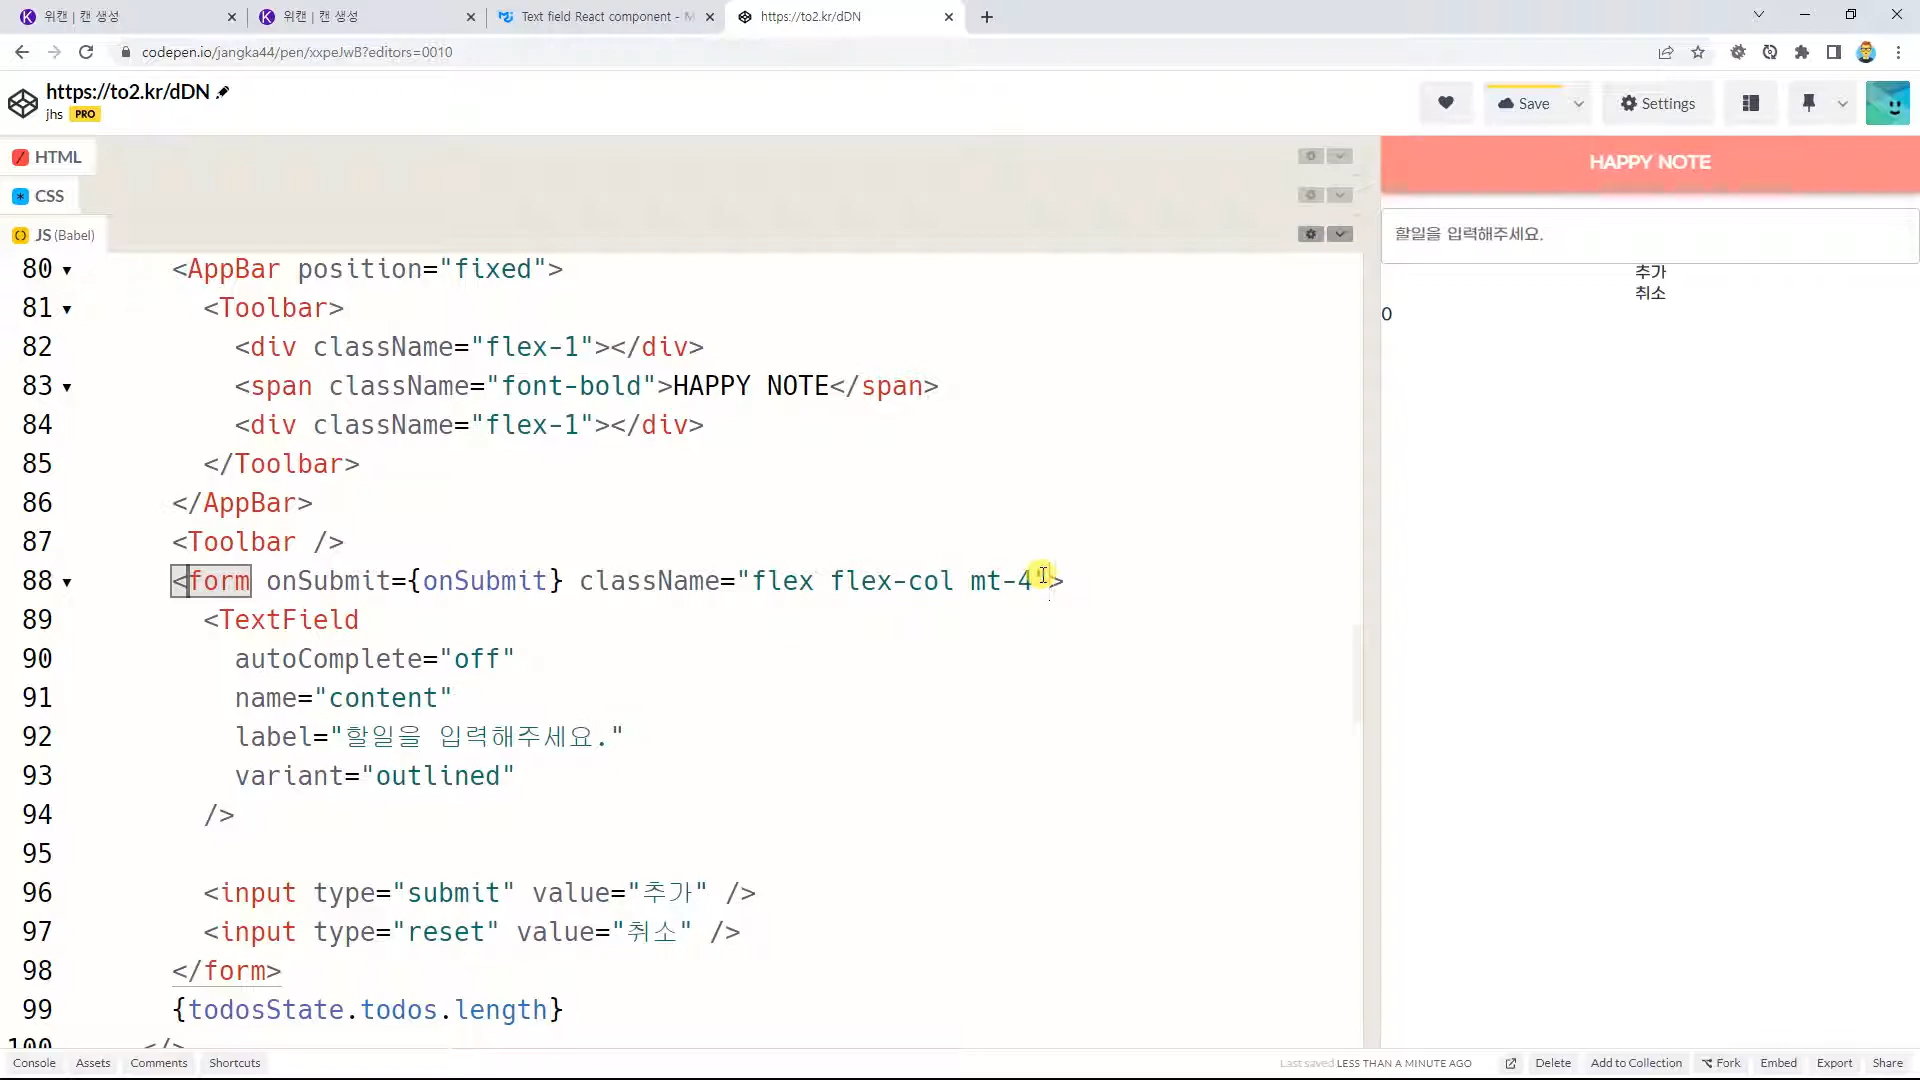 위캔 | 캔 생성
위캔 | 캔 생성
Text field React component - M
https://to2.kr/dDN
codepen.io/jangka44/pen/xxpeJwB?editors=0010
https://to2.kr/dDN
jhs PRO
Save
Settings
HTML
CSS
JS (Babel)
80 <AppBar position="fixed">
81 <Toolbar>
82 <div className="flex-1"></div>
83 <span className="font-bold">HAPPY NOTE</span>
84 <div className="flex-1"></div>
85 </Toolbar>
86 </AppBar>
87 <Toolbar />
88 <form onSubmit={onSubmit} className="flex flex-col mt-4">
89 <TextField
90 autoComplete="off"
91 name="content"
92 label="할일을 입력해주세요."
93 variant="outlined"
94 />
95
96 <input type="submit" value="추가" />
97 <input type="reset" value="취소" />
98 </form>
99 {todosState.todos.length}
100 </>
HAPPY NOTE
할일을 입력해주세요.
추가
취소
0
Console Assets Comments Shortcuts
Last saved LESS THAN A MINUTE AGO Delete Add to Collection Fork Embed Export Share